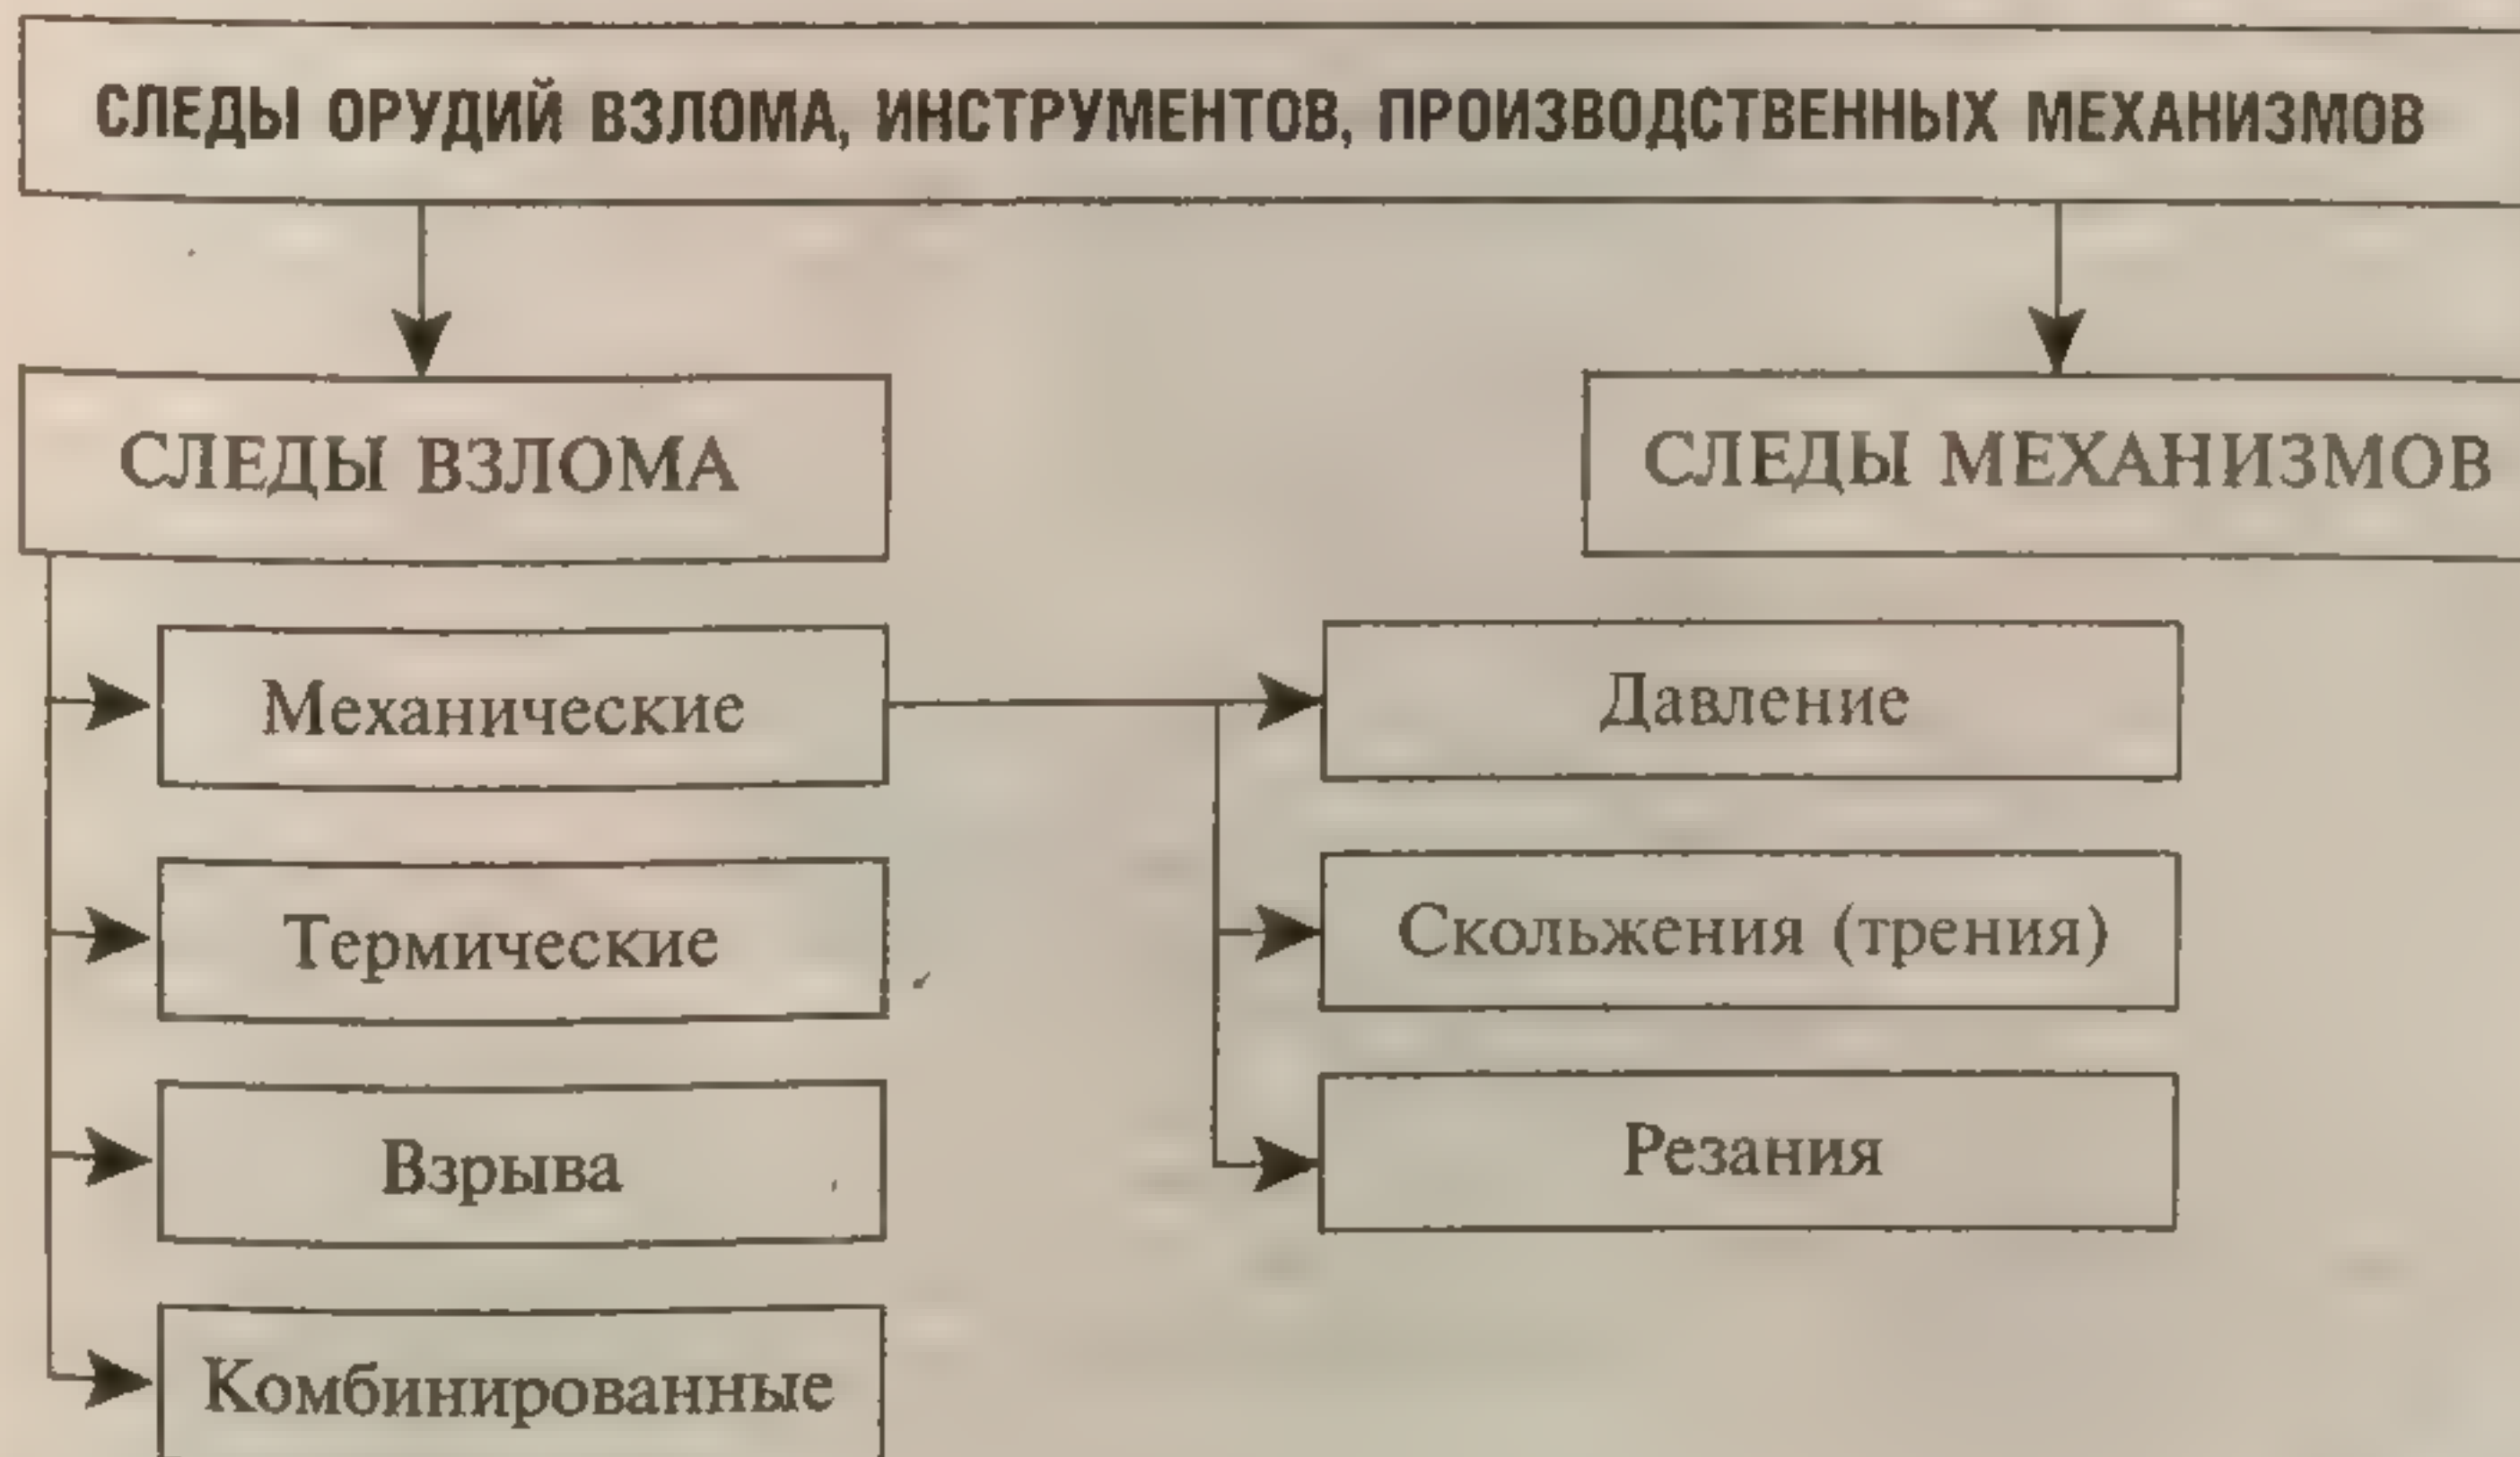 СЛЕДЫ ОРУДИЙ ВЗЛОМА, ИНСТРУМЕНТОВ, ПРОИЗВОДСТВЕННЫХ МЕХАНИЗМОВ
СЛЕДЫ ВЗЛОМА
СЛЕДЫ МЕХАНИЗМОВ
Механические
Давление
Термические
Скольжения (трения)
Взрыва
Резания
Комбинированные